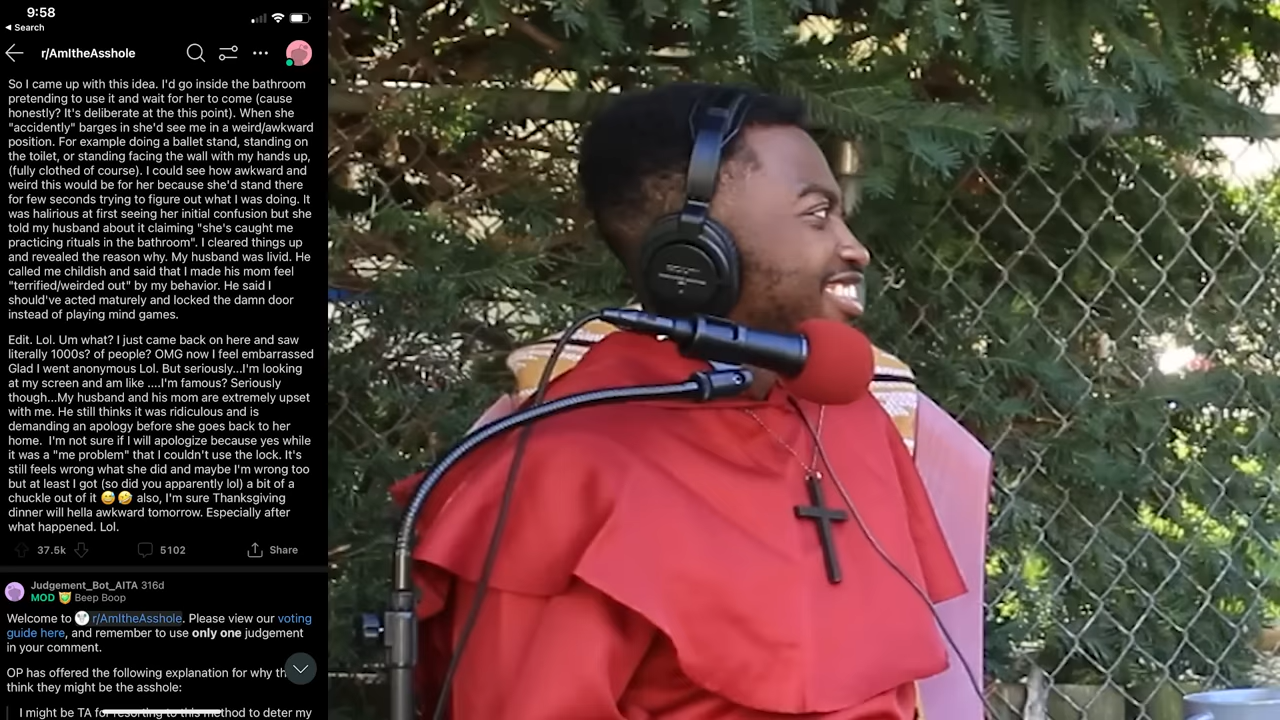 9:58
Search
r/AmItheAsshole
So I came up with this idea. I'd go inside the bathroom
pretending to use it and wait for her to come (cause
honestly? It's deliberate at the this point). When she
"accidently" barges in she'd see me in a weird/awkward
position. For example doing a ballet stand, standing on
the toilet, or standing facing the wall with my hands up,
(fully clothed of course). I could see how awkward and
weird this would be for her because she'd stand there
for few seconds trying to figure out what I was doing. It
was halirious at first seeing her initial confusion but she
told my husband about it claiming "she's caught me
practicing rituals in the bathroom". I cleared things up
and revealed the reason why. My husband was livid. He
called me childish and said that I made his mom feel
"terrified/weirded out" by my behavior. He said I
should've acted maturely and locked the damn door
instead of playing mind games.
Edit. Lol. Um what? I just came back on here and saw
literally 1000s? of people? OMG now I feel embarrassed
Glad I went anonymous Lol. But seriously...I'm looking
at my screen and am like ....I'm famous? Seriously
though...My husband and his mom are extremely upset
with me. He still thinks it was ridiculous and is
demanding an apology before she goes back to her
home. I'm not sure if I will apologize because yes while
it was a "me problem" that I couldn't use the lock. It's
still feels wrong what she did and maybe I'm wrong too
but at least I got (so did you apparently lol) a bit of a
chuckle out of it 😅🤣 also, I'm sure Thanksgiving
dinner will hella awkward tomorrow. Especially after
what happened. Lol.
37.5k 5102 Share
Judgement_Bot_AITA 316d
MOD Beep Boop
Welcome to r/AmItheAsshole. Please view our voting
guide here, and remember to use only one judgement
in your comment.
OP has offered the following explanation for why
think they might be the asshole:
I might be TA for resorting to this method to deter my